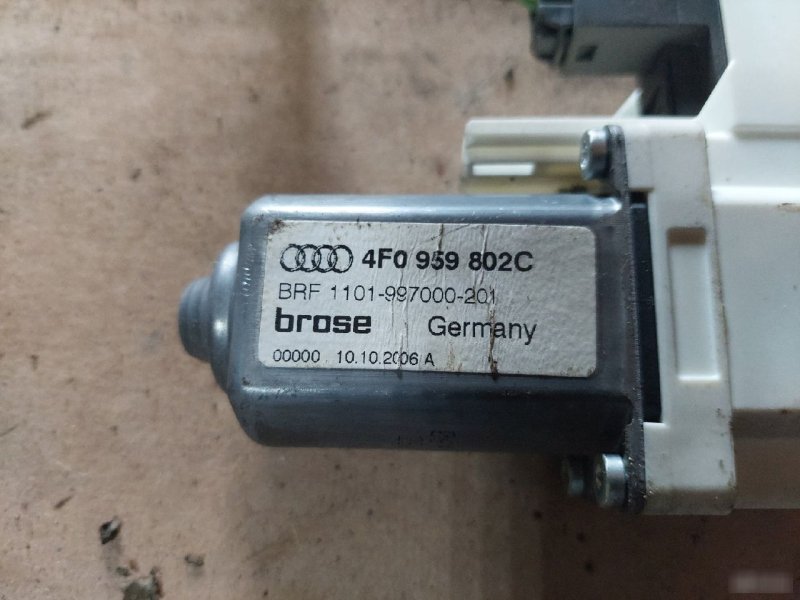 4F0 959 802C
BRF 1101-997000-201
brose Germany
00000 10.10.2006 A